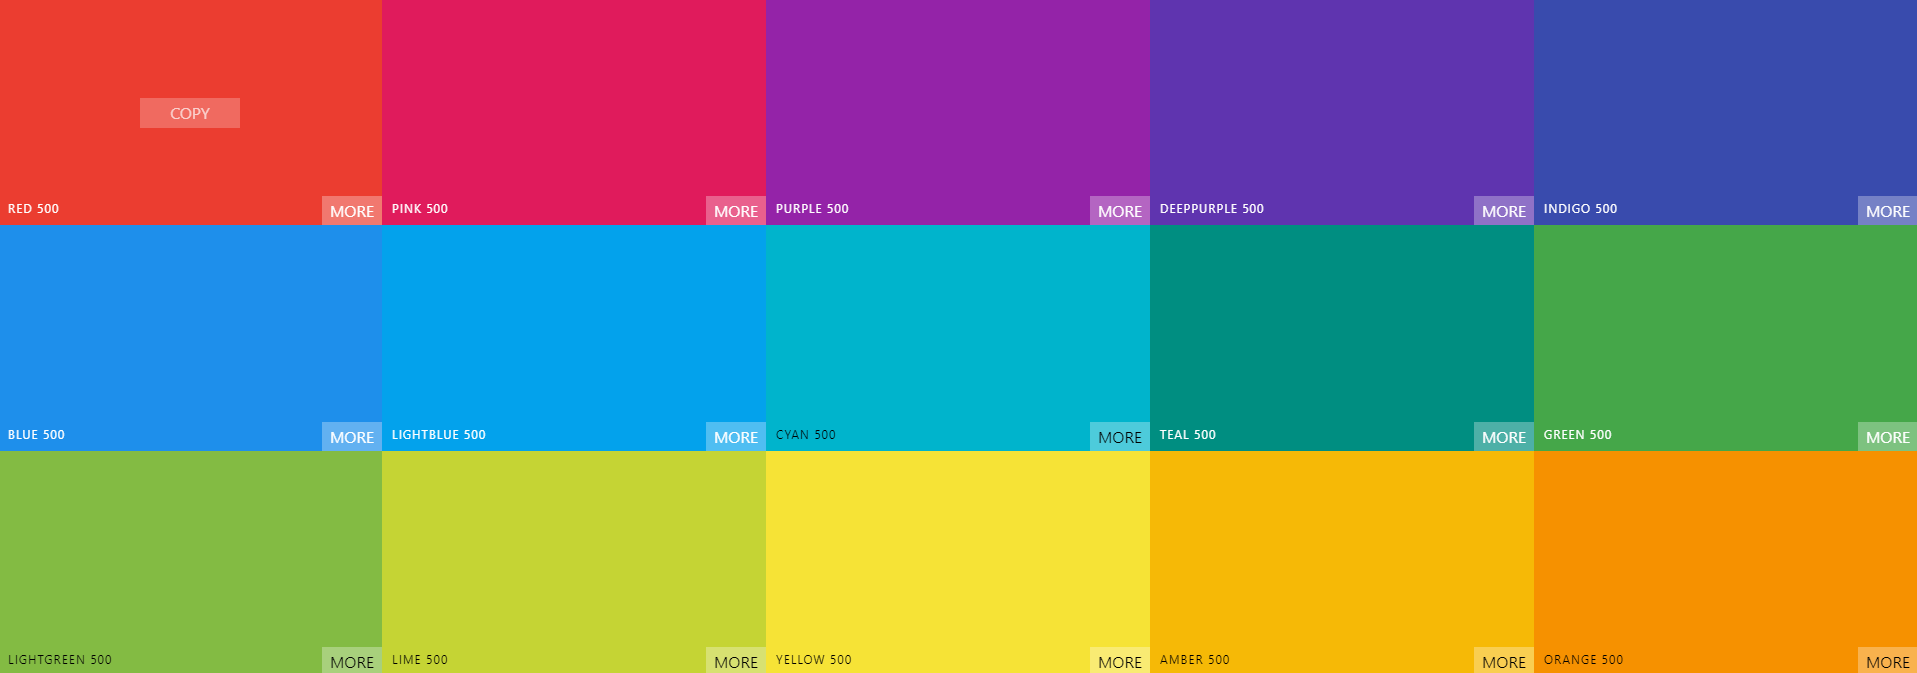 COPY
RED 500 MORE
PINK 500 MORE
PURPLE 500 MORE
DEEPPURPLE 500 MORE
INDIGO 500 MORE
BLUE 500 MORE
LIGHTBLUE 500 MORE
CYAN 500 MORE
TEAL 500 MORE
GREEN 500 MORE
LIGHTGREEN 500 MORE
LIME 500 MORE
YELLOW 500 MORE
AMBER 500 MORE
ORANGE 500 MORE